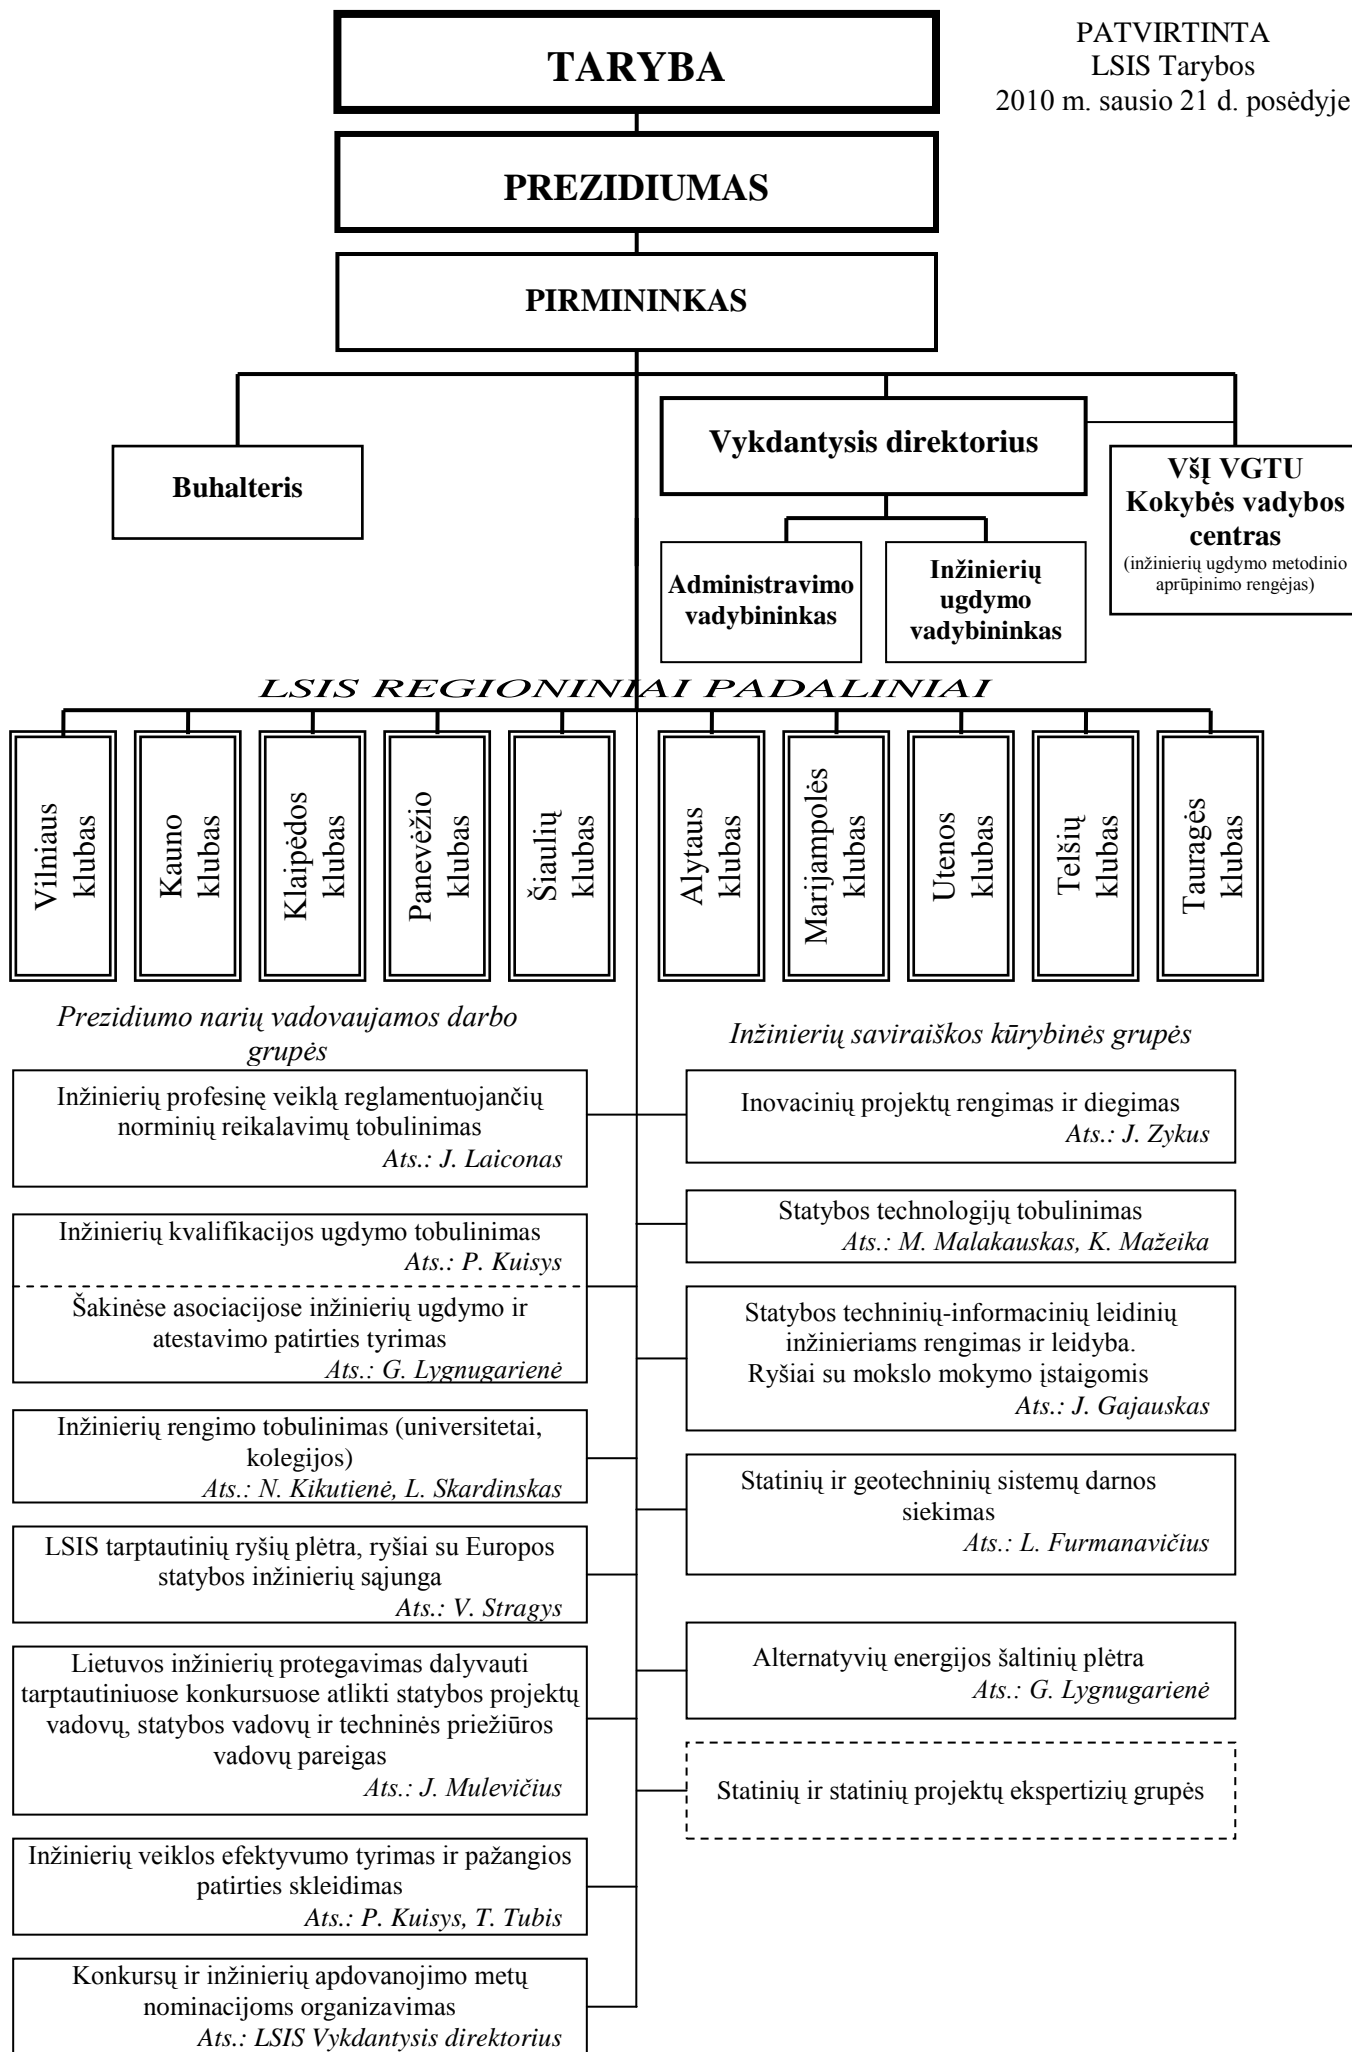 TARYBA
PATVIRTINTA
LSIS Tarybos
2010 m. sausio 21 d. posėdyje
PREZIDIUMAS
PIRMININKAS
Buhalteris
Vykdantysis direktorius
VšĮ VGTU
Kokybės vadybos
centras
(inžinierių ugdymo metodinio
aprūpinimo rengėjas)
Administravimo
vadybininkas
Inžinierių
ugdymo
vadybininkas
LSIS REGIONINIAI PADALINIAI
Vilniaus
klubas
Kauno
klubas
Klaipėdos
klubas
Panevėžio
klubas
Šiaulių
klubas
Alytaus
klubas
Marijampolės
klubas
Utenos
klubas
Telšių
klubas
Tauragės
klubas
Prezidiumo narių vadovaujamos darbo
grupės
Inžinierių profesinę veiklą reglamentuojančių
norminių reikalavimų tobulinimas
Ats.: J. Laiconas
Inžinierių kvalifikacijos ugdymo tobulinimas
Ats.: P. Kuisys
Šakinėse asociacijose inžinierių ugdymo ir
atestavimo patirties tyrimas
Ats.: G. Lygnugarienė
Inžinierių rengimo tobulinimas (universitetai,
kolegijos)
Ats.: N. Kikutienė, L. Skardinskas
LSIS tarptautinių ryšių plėtra, ryšiai su Europos
statybos inžinierių sąjunga
Ats.: V. Stragys
Lietuvos inžinierių protegavimas dalyvauti
tarptautiniuose konkursuose atlikti statybos projektų
vadovų, statybos vadovų ir techninės priežiūros
vadovų pareigas
Ats.: J. Mulevičius
Inžinierių veiklos efektyvumo tyrimas ir pažangios
patirties skleidimas
Ats.: P. Kuisys, T. Tubis
Konkursų ir inžinierių apdovanojimo metų
nominacijoms organizavimas
Ats.: LSIS Vykdantysis direktorius
Inžinierių saviraiškos kūrybinės grupės
Inovacinių projektų rengimas ir diegimas
Ats.: J. Zykus
Statybos technologijų tobulinimas
Ats.: M. Malakauskas, K. Mažeika
Statybos techninių-informacinių leidinių
inžinieriams rengimas ir leidyba.
Ryšiai su mokslo mokymo įstaigomis
Ats.: J. Gajauskas
Statinių ir geotechninių sistemų darnos
siekimas
Ats.: L. Furmanavičius
Alternatyvių energijos šaltinių plėtra
Ats.: G. Lygnugarienė
Statinių ir statinių projektų ekspertizių grupės